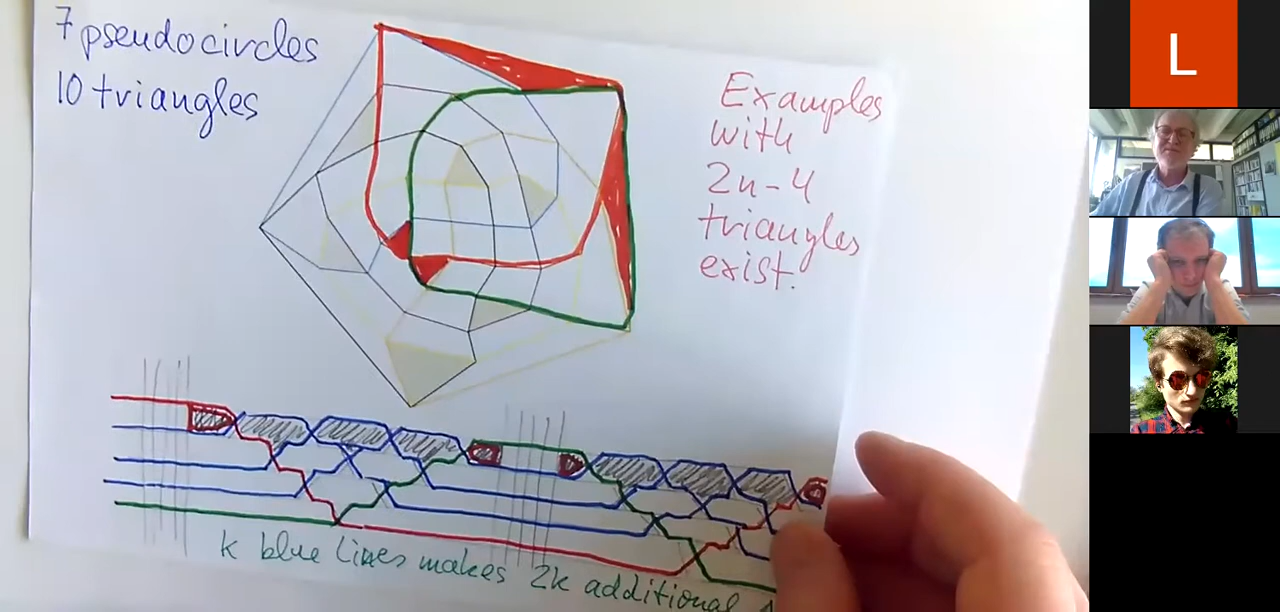 7 pseudocircles
10 triangles
Examples
with
2n-4
triangles
exist.
k blue lines makes 2k additional
L